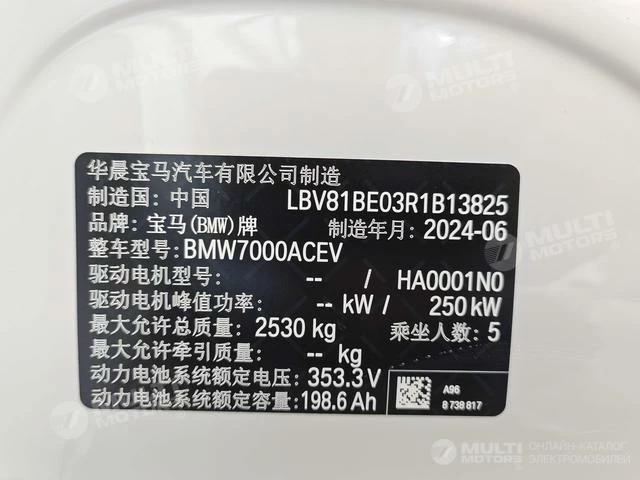 MULTI
MOTORS
MULTI
MOTORS
华晨宝马汽车有限公司制造
制造国: 中国 LBV81BE03R1B13825
品牌: 宝马(BMW)牌 制造年月: 2024-06
整车型号: BMW7000ACEV
驱动电机型号: -- / HA0001N0
驱动电机峰值功率: -- kW / 250 kW
最大允许总质量: 2530 kg 乘坐人数: 5
最大允许牵引质量: -- kg
动力电池系统额定电压: 353.3 V
动力电池系统额定容量: 198.6 Ah
A96
8 738 817
MULTI
MOTORS
MULTI
MOTORS
ОНЛАЙН-КАТАЛОГ
ЭЛЕКТРОМОБИЛЕЙ